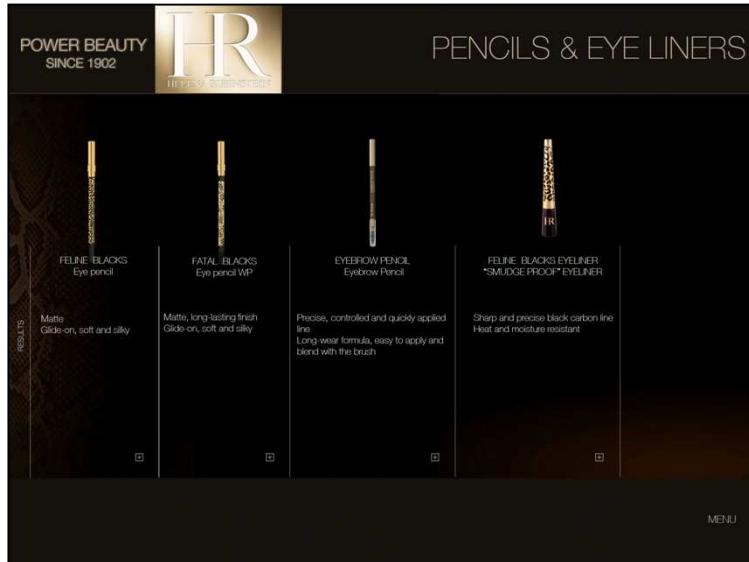 POWER BEAUTY
SINCE 1902
HR
HELENA RUBINSTEIN
PENCILS & EYE LINERS
HR
FELINE BLACKS
Eye pencil
FATAL BLACKS
Eye pencil WP
EYEBROW PENCIL
Eyebrow Pencil
FELINE BLACKS EYELINER
"SMUDGE PROOF" EYELINER
RESULTS
Matte
Glide-on, soft and silky
Matte, long-lasting finish
Glide-on, soft and silky
Precise, controlled and quickly applied
line
Long-wear formula, easy to apply and
blend with the brush
Sharp and precise black carbon line
Heat and moisture resistant
MENU